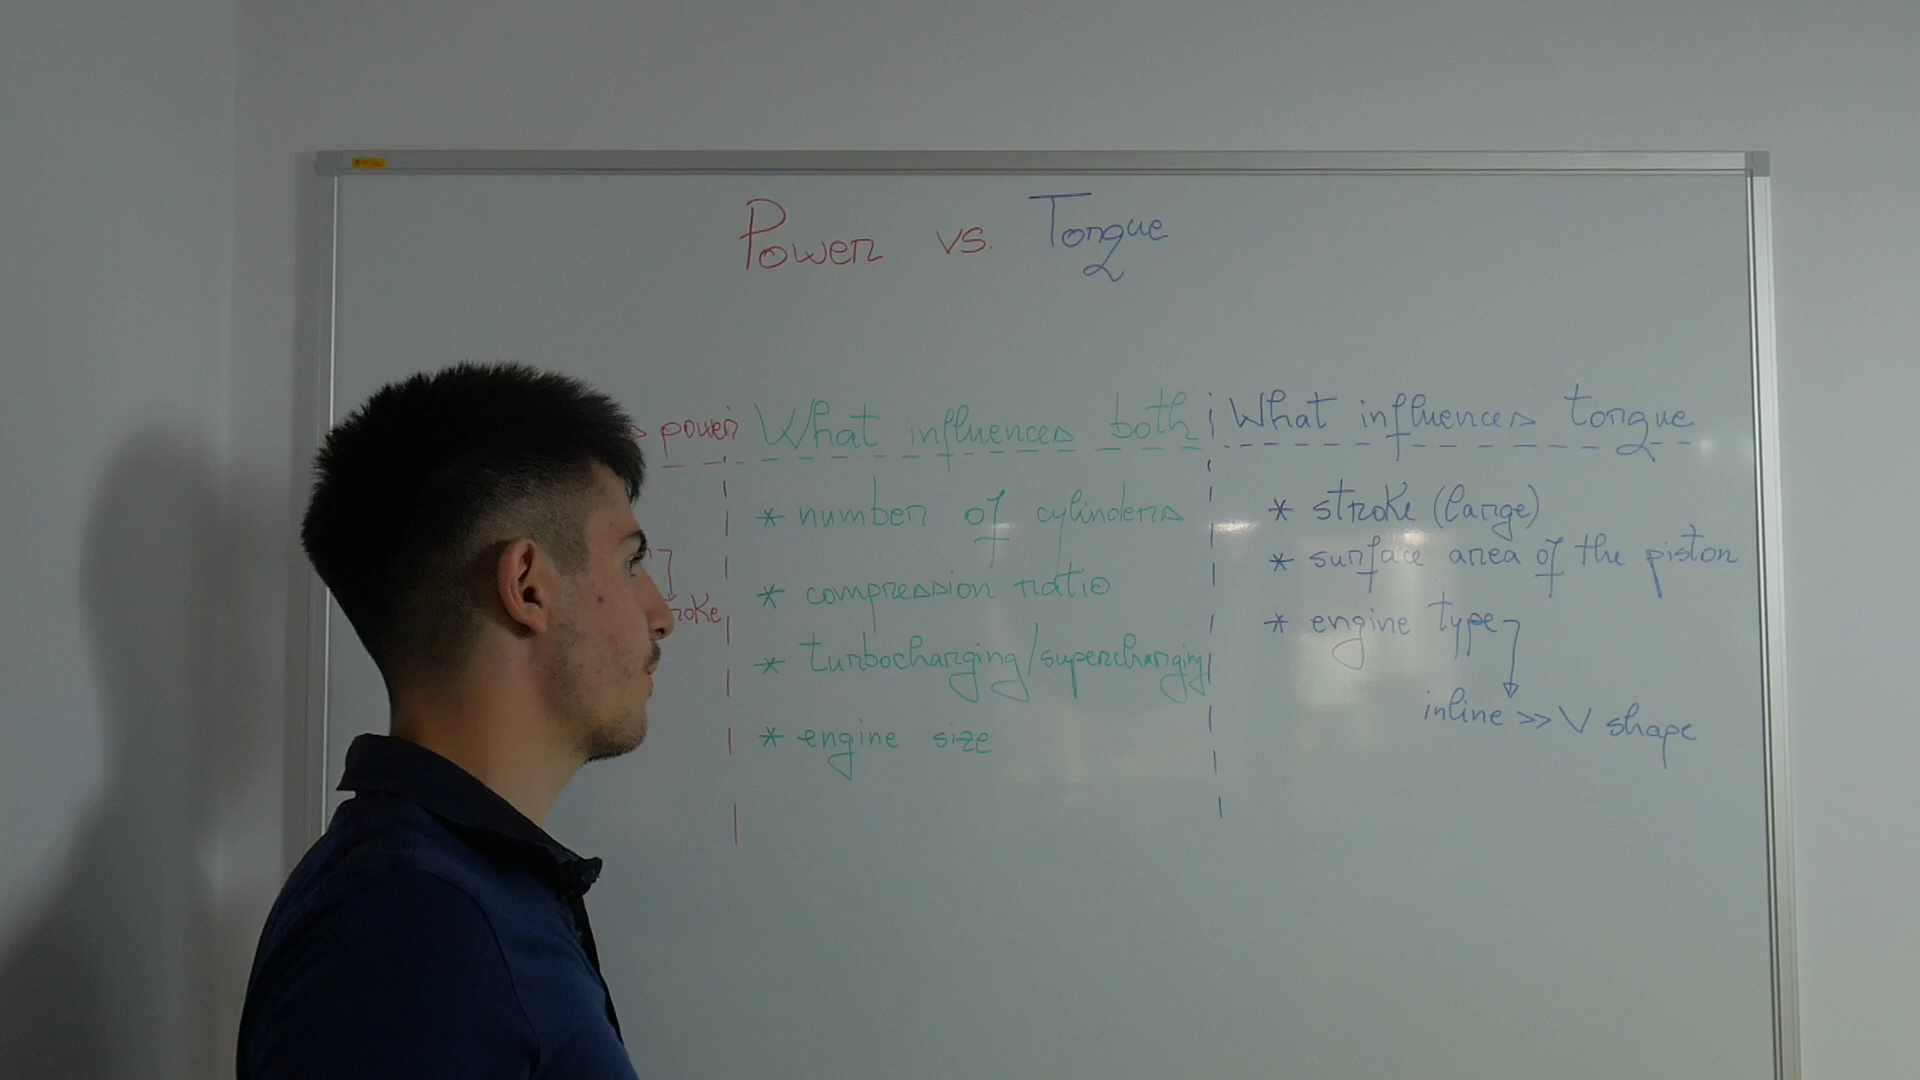 Power vs. Torque
power
What influences both
* number of cylinders
* compression ratio
* turbocharging/supercharging
* engine size
What influences torque
* stroke (large)
* surface area of the piston
* engine type
inline >> V shape